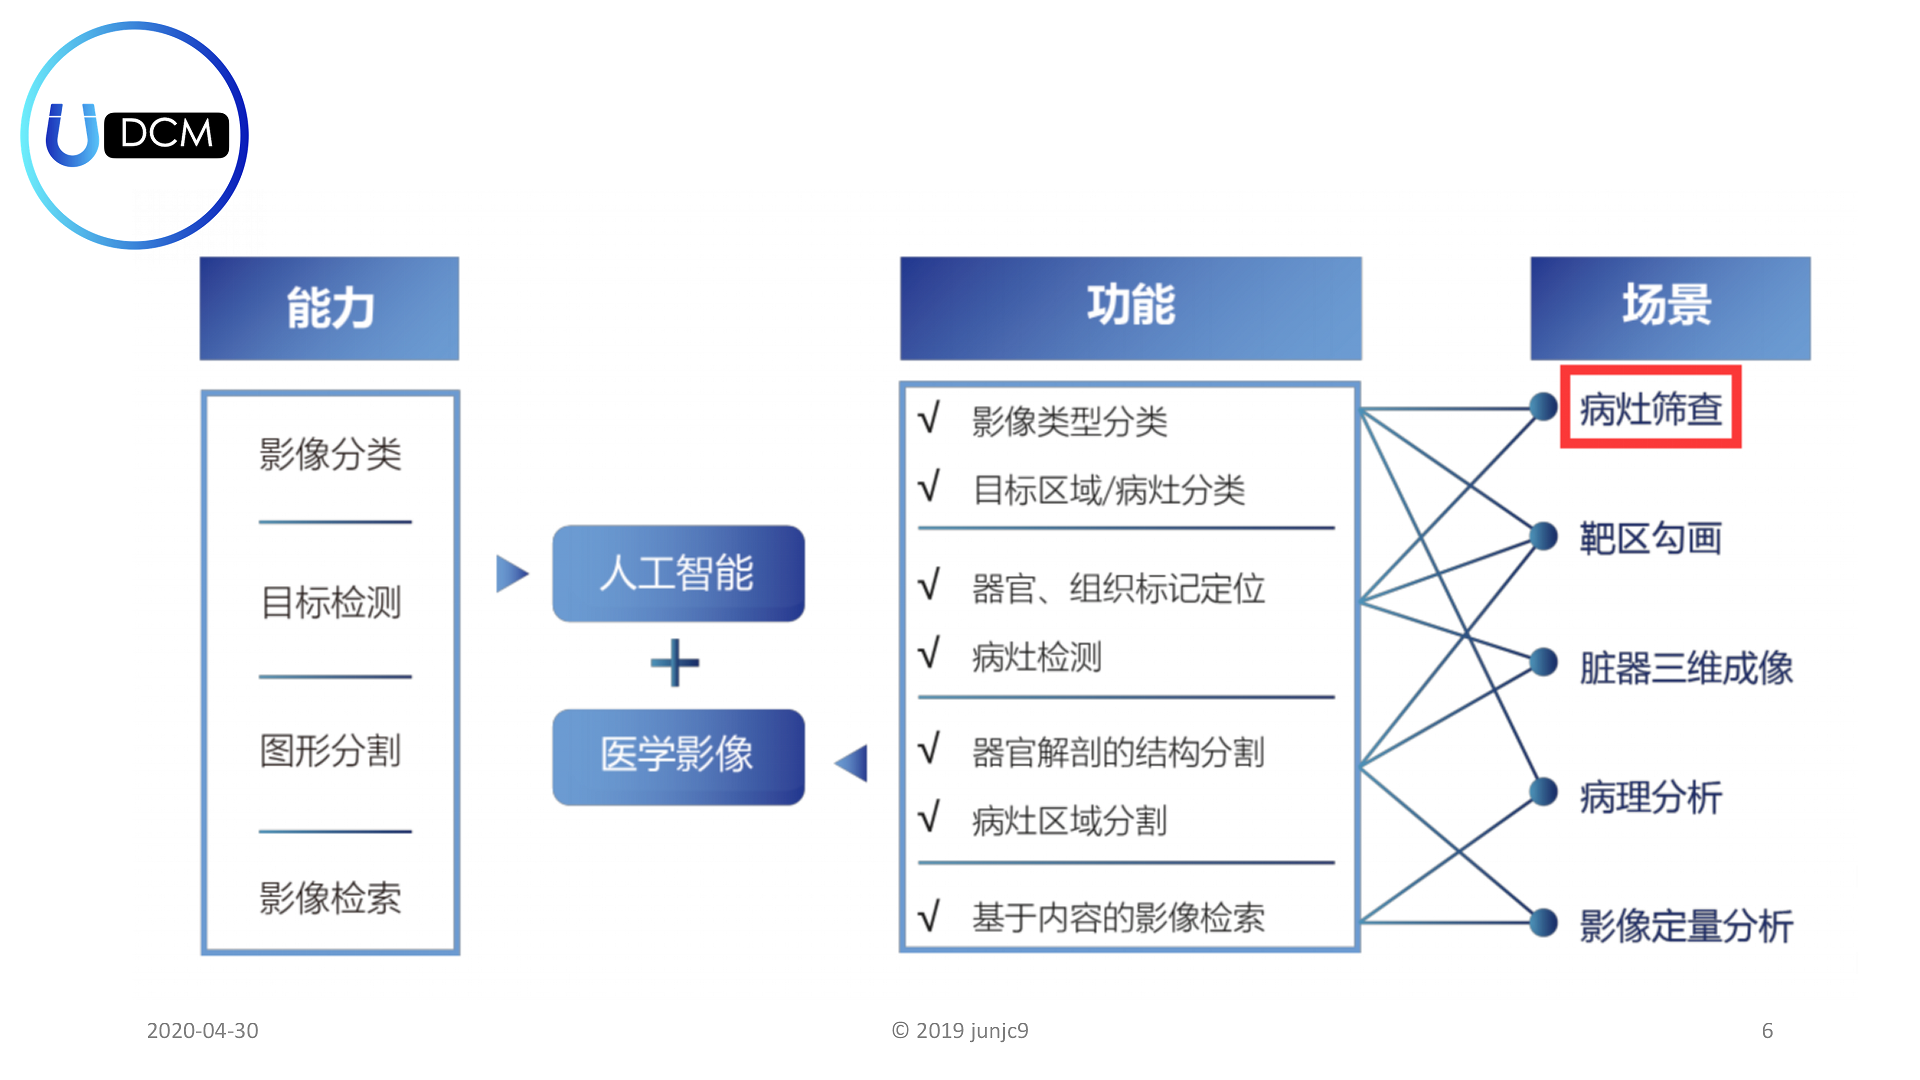 U DCM
能力
影像分类
目标检测
图形分割
影像检索
人工智能
+
医学影像
功能
√ 影像类型分类
√ 目标区域/病灶分类
√ 器官、组织标记定位
√ 病灶检测
√ 器官解剖的结构分割
√ 病灶区域分割
√ 基于内容的影像检索
场景
病灶筛查
靶区勾画
脏器三维成像
病理分析
影像定量分析
2020-04-30
© 2019 junjc9
6